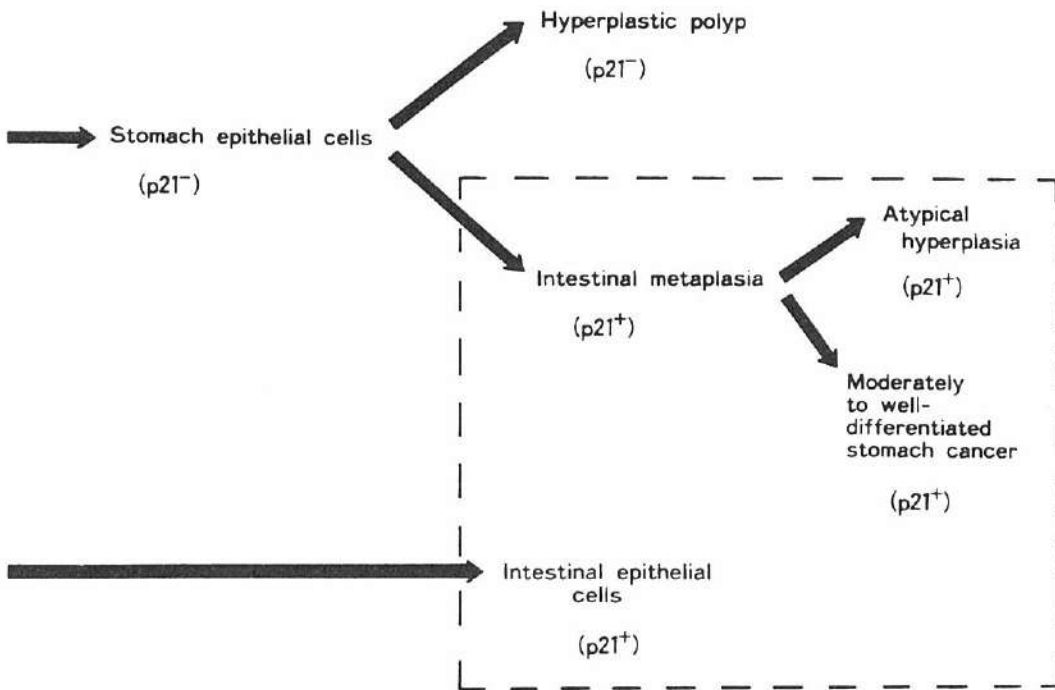 Hyperplastic polyp
(p21⁻)
Stomach epithelial cells
(p21⁻)
Atypical
hyperplasia
(p21⁺)
Intestinal metaplasia
(p21⁺)
Moderately
to well-
differentiated
stomach cancer
(p21⁺)
Intestinal epithelial
cells
(p21⁺)